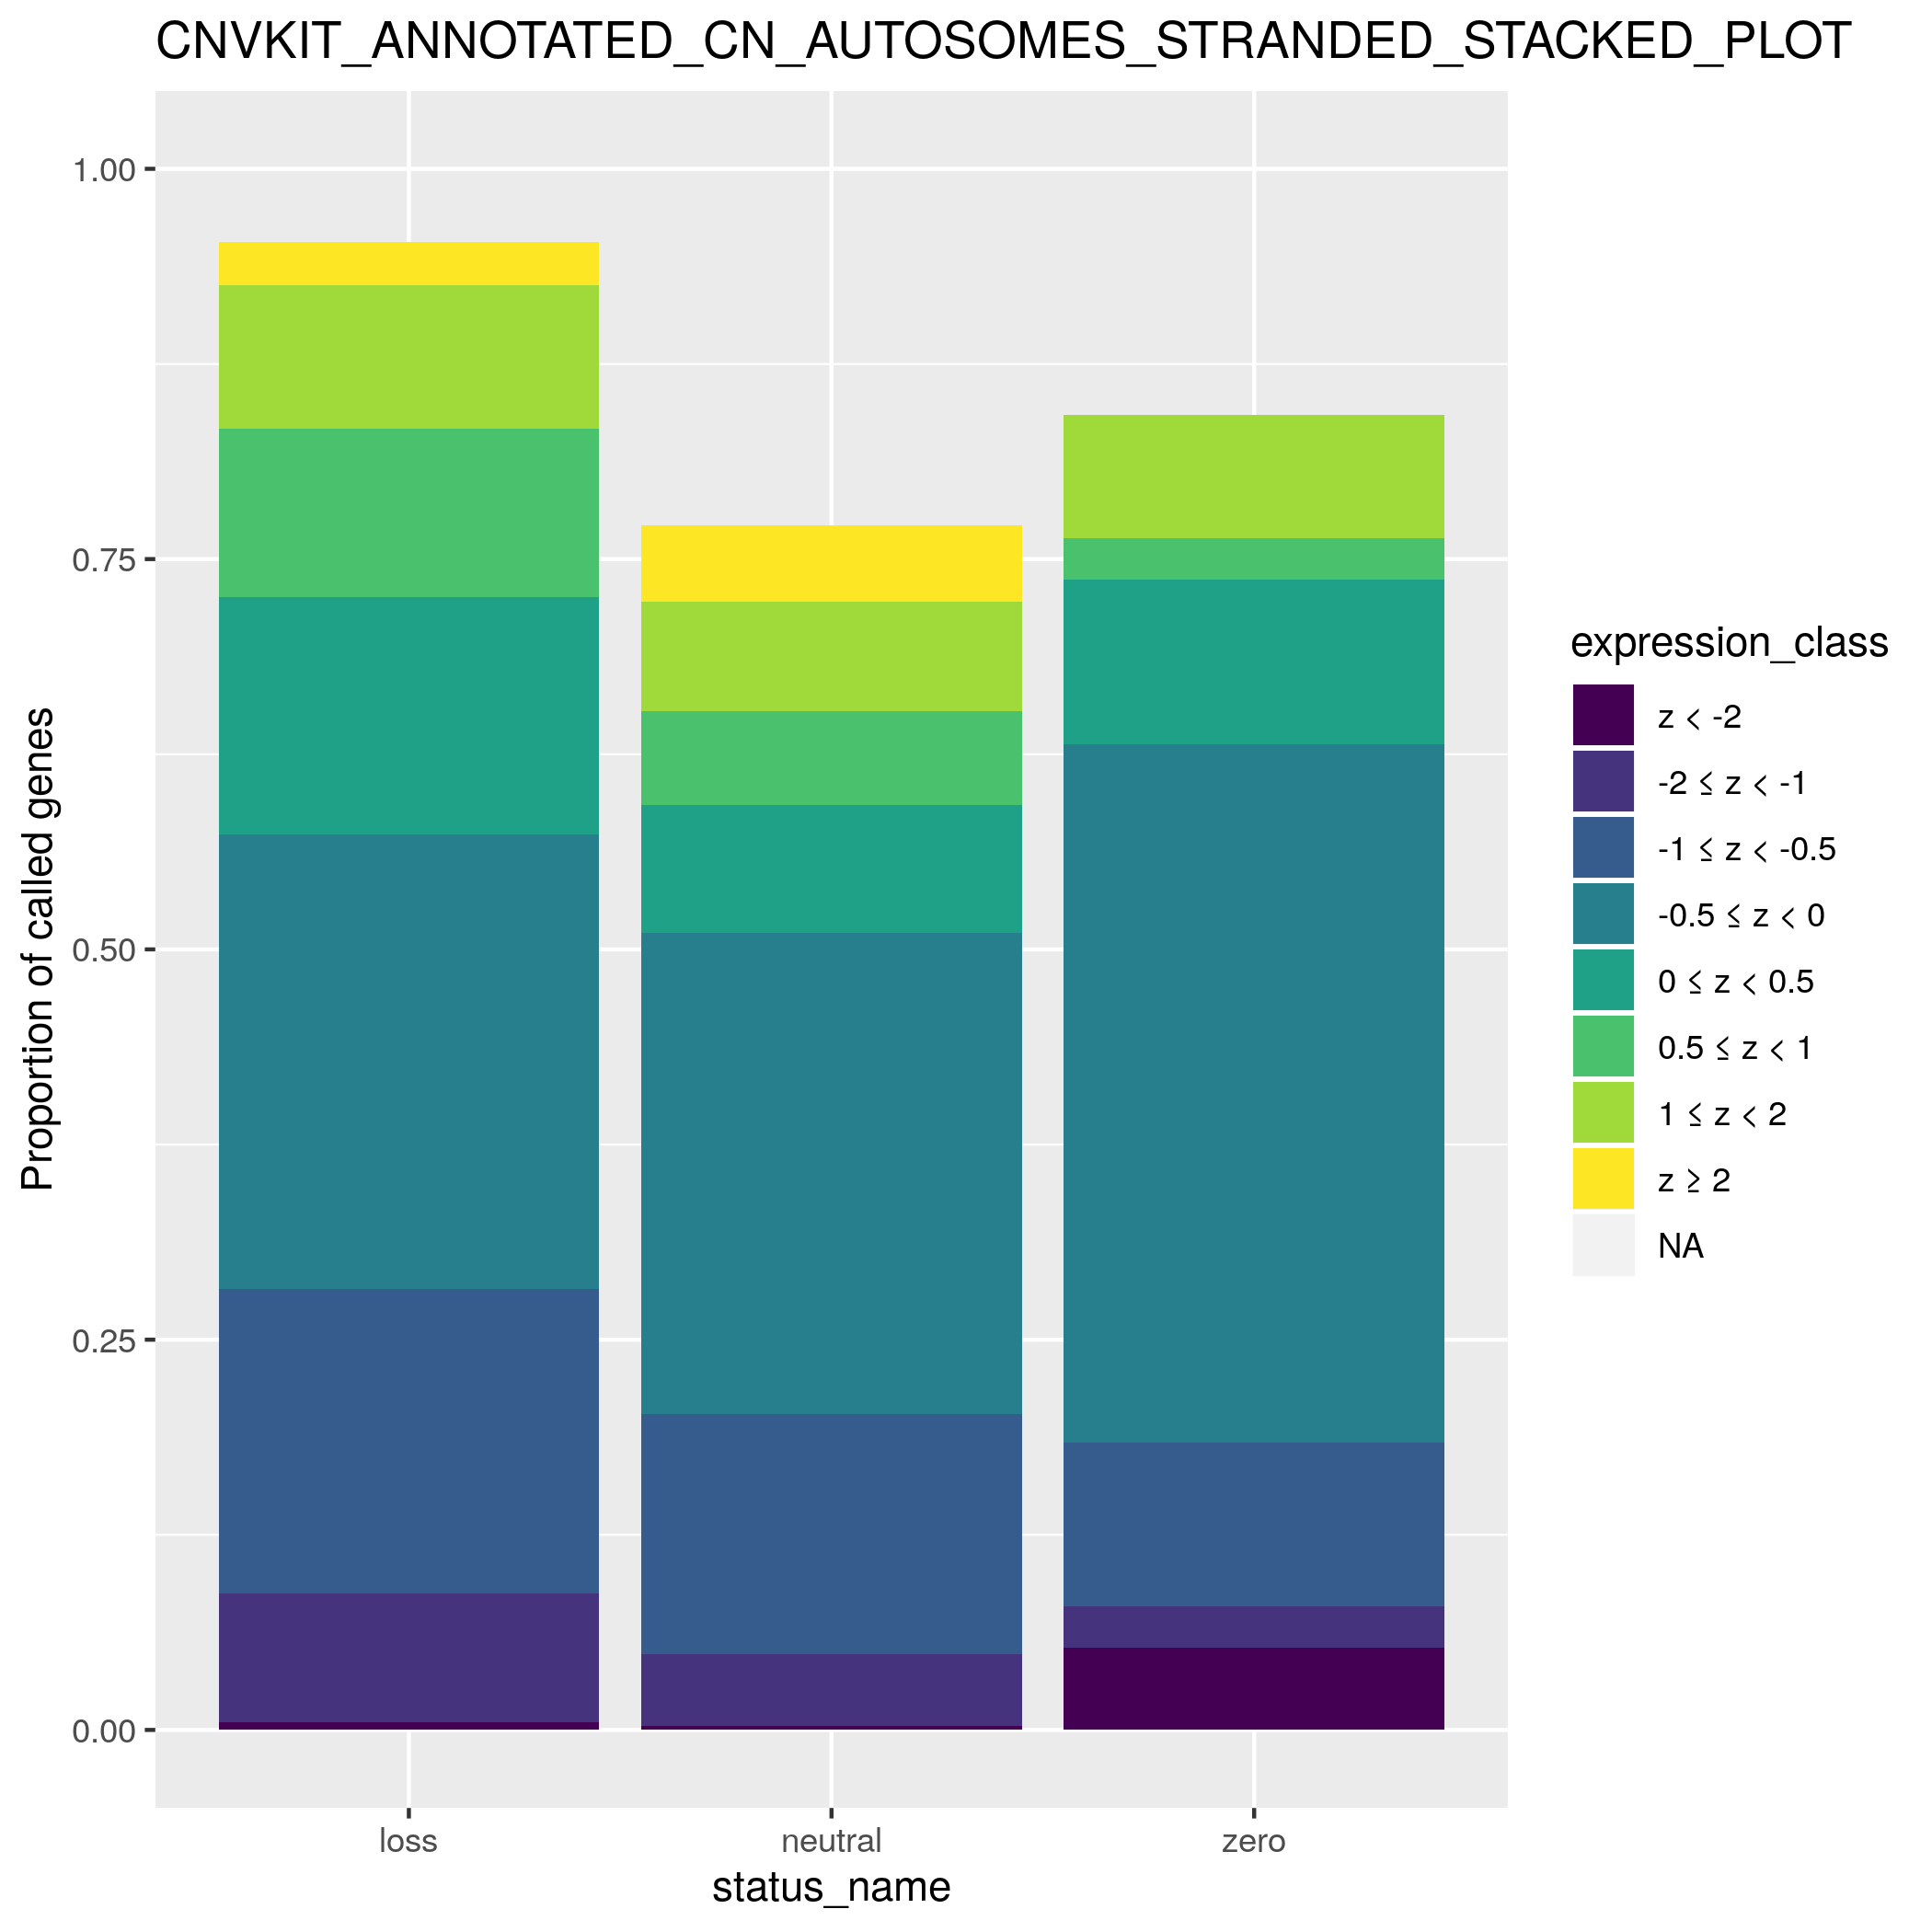 CNVKIT_ANNOTATED_CN_AUTOSOMES_STRANDED_STACKED_PLOT
Proportion of called genes
1.00
0.75
0.50
0.25
0.00
loss
neutral
zero
status_name
expression_class
z < -2
-2 ≤ z < -1
-1 ≤ z < -0.5
-0.5 ≤ z < 0
0 ≤ z < 0.5
0.5 ≤ z < 1
1 ≤ z < 2
z ≥ 2
NA